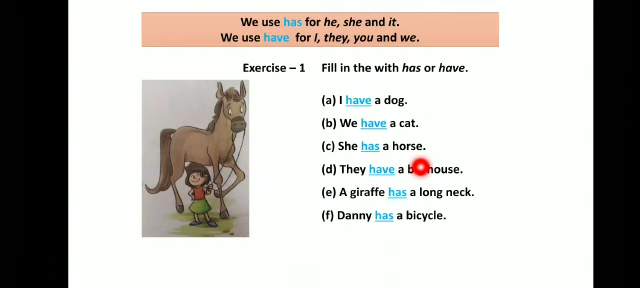 We use has for he, she and it.
We use have for I, they, you and we.
Exercise – 1 Fill in the with has or have.
(a) I have a dog.
(b) We have a cat.
(c) She has a horse.
(d) They have a house.
(e) A giraffe has a long neck.
(f) Danny has a bicycle.